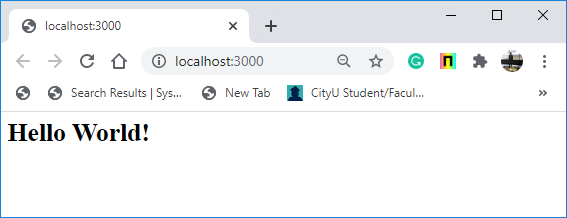 localhost:3000
localhost:3000
Search Results | Sys... New Tab CityU Student/Facul...
Hello World!